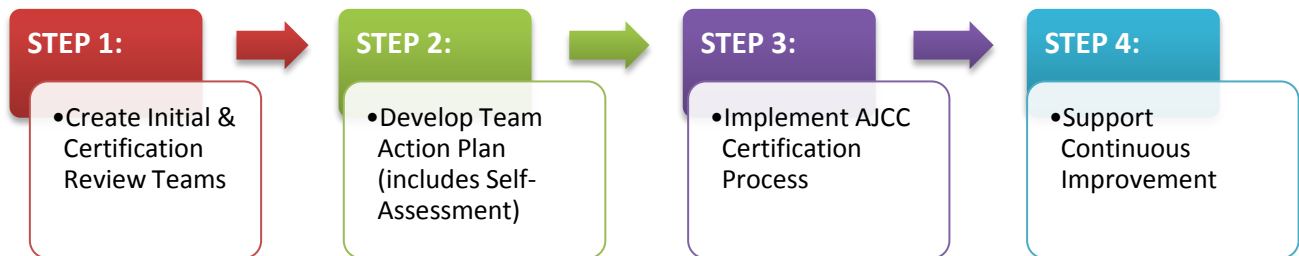 STEP 1:
•Create Initial &
Certification
Review Teams
STEP 2:
•Develop Team
Action Plan
(includes Self-
Assessment)
STEP 3:
•Implement AJCC
Certification
Process
STEP 4:
•Support
Continuous
Improvement